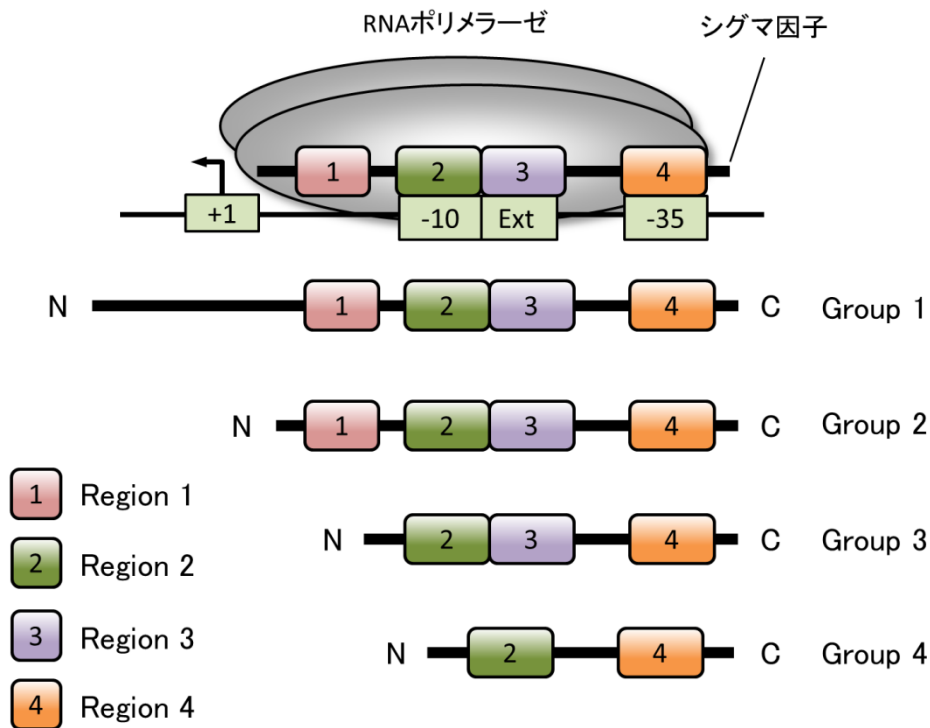 RNAポリメラーゼ シグマ因子
1 2 3 4
+1 -10 Ext -35
N 1 2 3 4 C Group 1
N 1 2 3 4 C Group 2
1 Region 1
N 2 3 4 C Group 3
2 Region 2
3 Region 3
N 2 4 C Group 4
4 Region 4